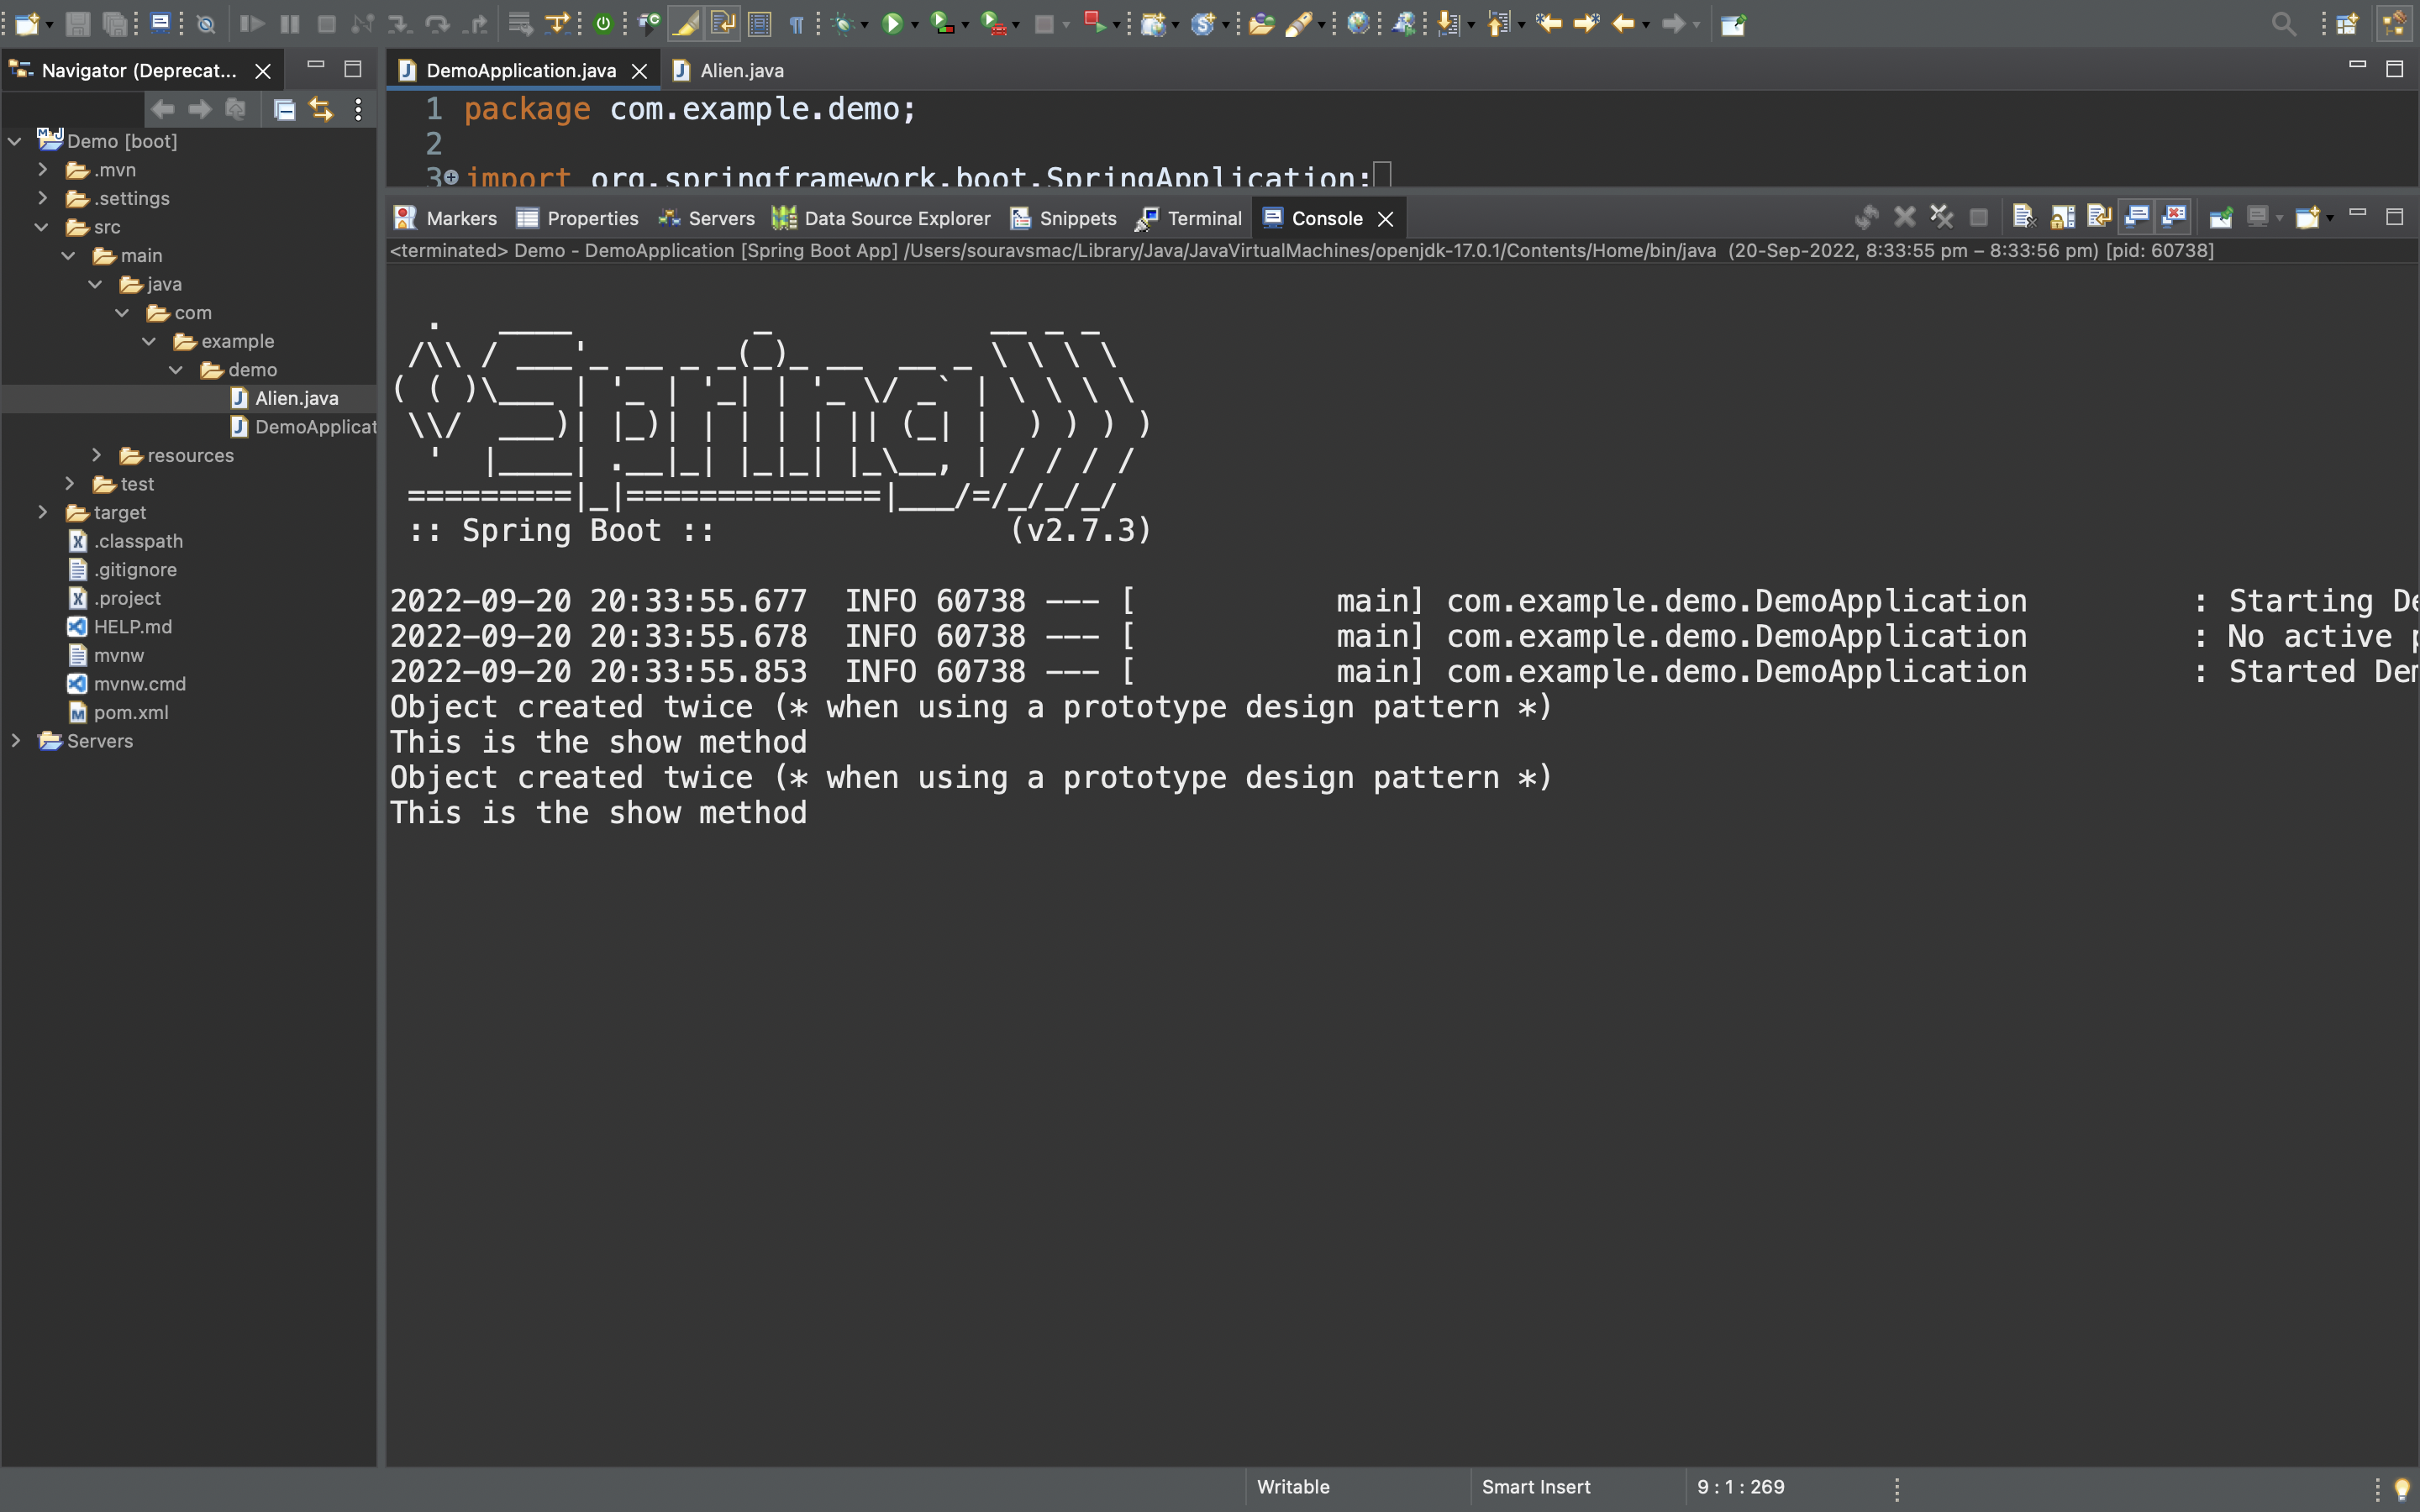 Navigator (Deprecat...
DemoApplication.java
Alien.java
Demo [boot]
.mvn
.settings
src
main
java
com
example
demo
Alien.java
DemoApplicat
resources
test
target
.classpath
.gitignore
.project
HELP.md
mvnw
mvnw.cmd
pom.xml
Servers
1 package com.example.demo;
2
3 import org.springframework.boot.SpringApplication;
Markers Properties Servers Data Source Explorer Snippets Terminal Console
<terminated> Demo - DemoApplication [Spring Boot App] /Users/souravsmac/Library/Java/JavaVirtualMachines/openjdk-17.0.1/Contents/Home/bin/java (20-Sep-2022, 8:33:55 pm – 8:33:56 pm) [pid: 60738]
  .   ____          _            __ _ _
 /\\ / ___'_ __ _ _(_)_ __  __ _ \ \ \ \
( ( )\___ | '_ | '_| | '_ \/ _` | \ \ \ \
 \\/  ___)| |_)| | | | | || (_| |  ) ) ) )
  '  |____| .__|_| |_|_| |_\__, | / / / /
 =========|_|==============|___/=/_/_/_/
 :: Spring Boot ::                (v2.7.3)
2022-09-20 20:33:55.677  INFO 60738 --- [           main] com.example.demo.DemoApplication         : Starting De
2022-09-20 20:33:55.678  INFO 60738 --- [           main] com.example.demo.DemoApplication         : No active p
2022-09-20 20:33:55.853  INFO 60738 --- [           main] com.example.demo.DemoApplication         : Started Dem
Object created twice (* when using a prototype design pattern *)
This is the show method
Object created twice (* when using a prototype design pattern *)
This is the show method
Writable Smart Insert 9 : 1 : 269